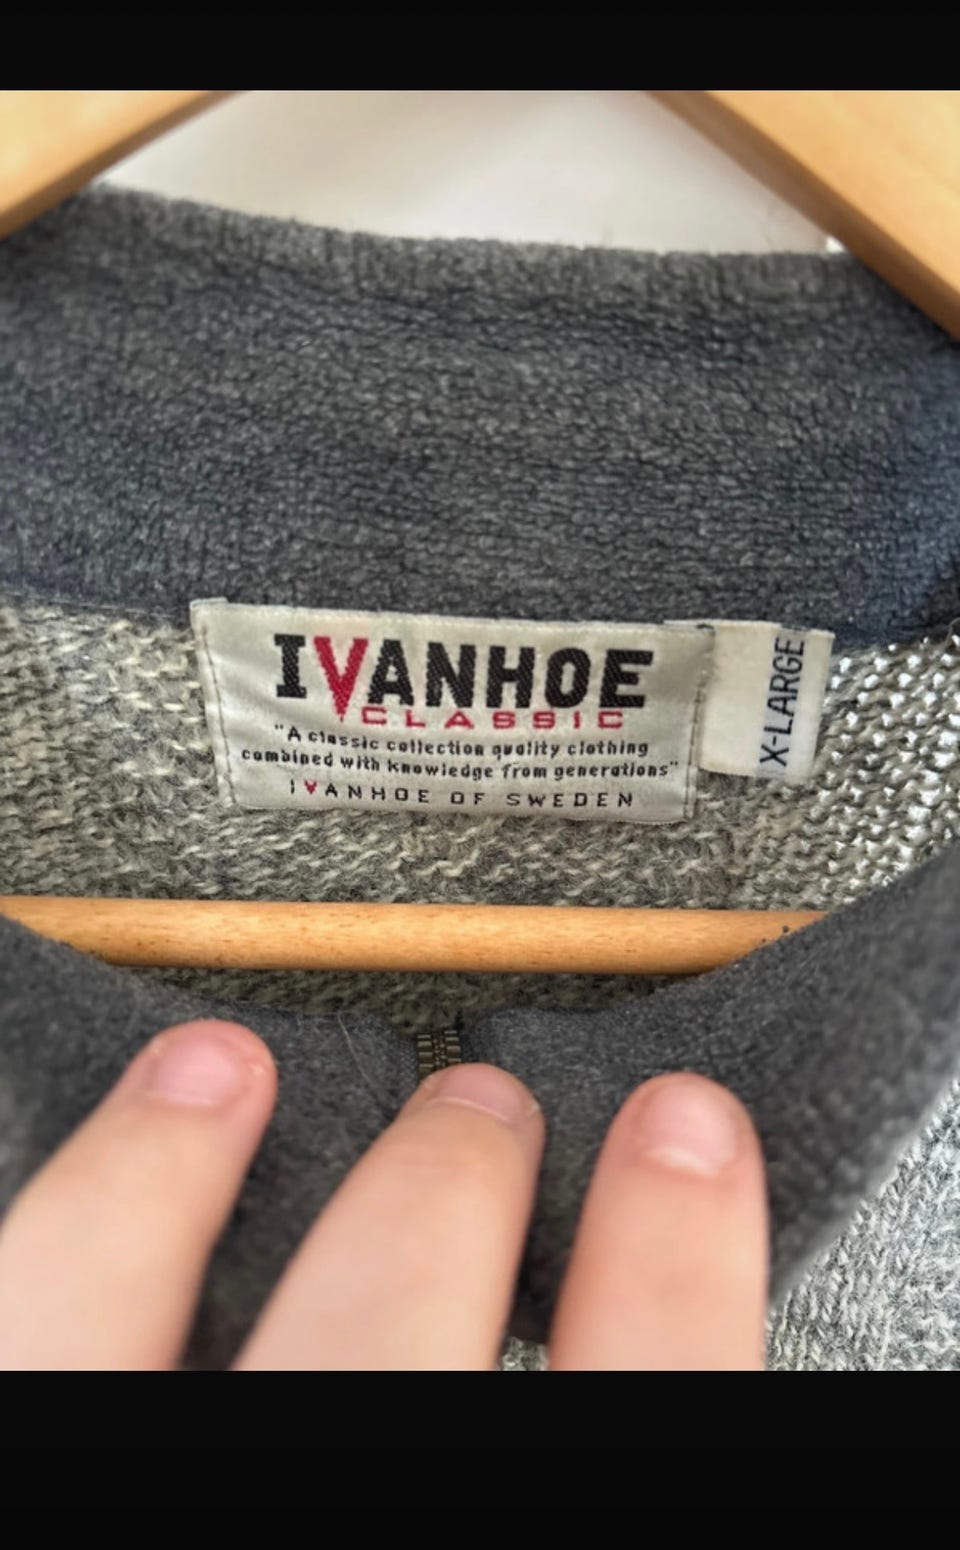 IVANHOE
CLASSIC
"A classic collection quality clothing
combined with knowledge from generations"
IVANHOE OF SWEDEN
X-LARGE